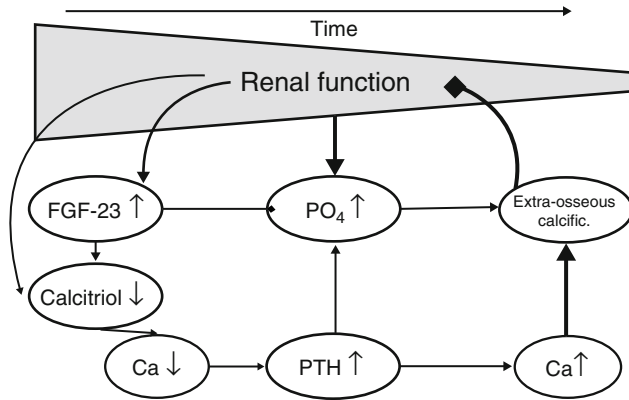 Time
Renal function
FGF-23 ↑
PO₄ ↑
Extra-osseous
calcific.
Calcitriol ↓
Ca ↓
PTH ↑
Ca↑